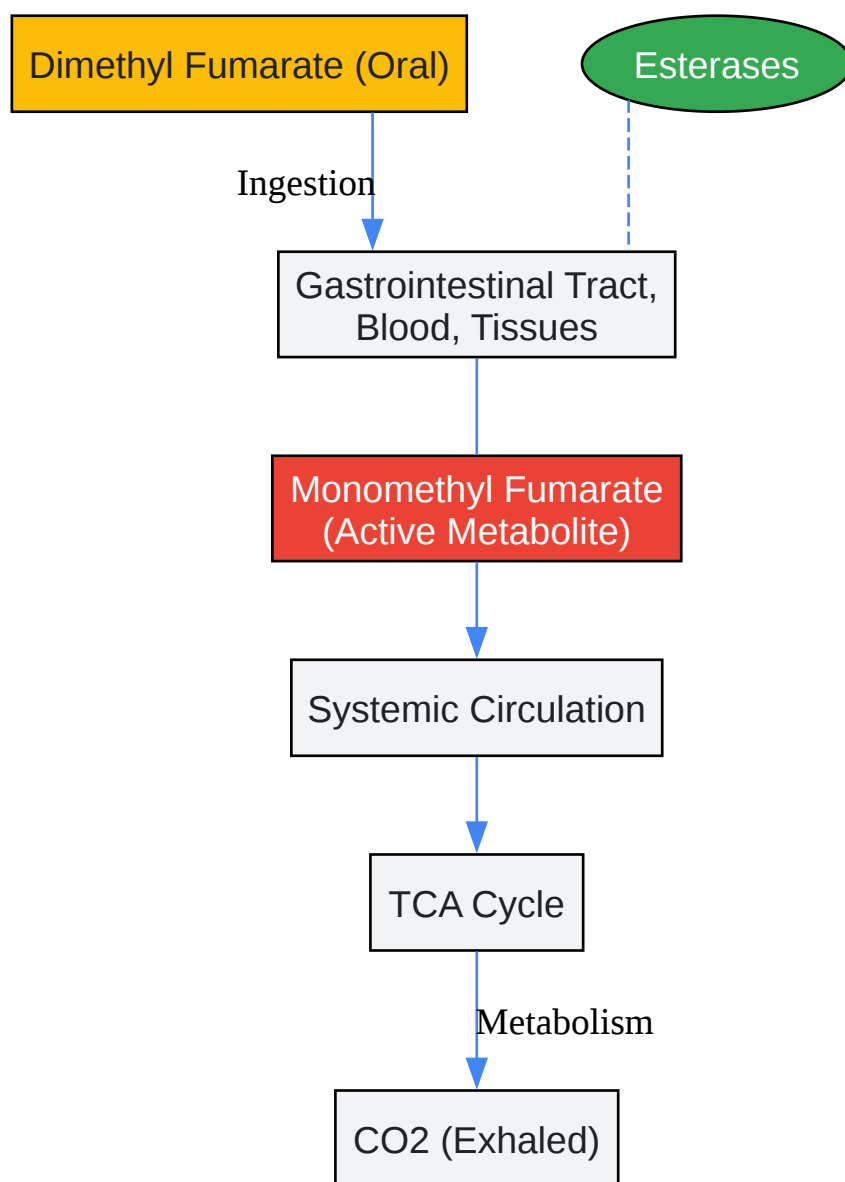 Dimethyl Fumarate (Oral)
Esterases
Ingestion
Gastrointestinal Tract,
Blood, Tissues
Monomethyl Fumarate
(Active Metabolite)
Systemic Circulation
TCA Cycle
Metabolism
CO2 (Exhaled)